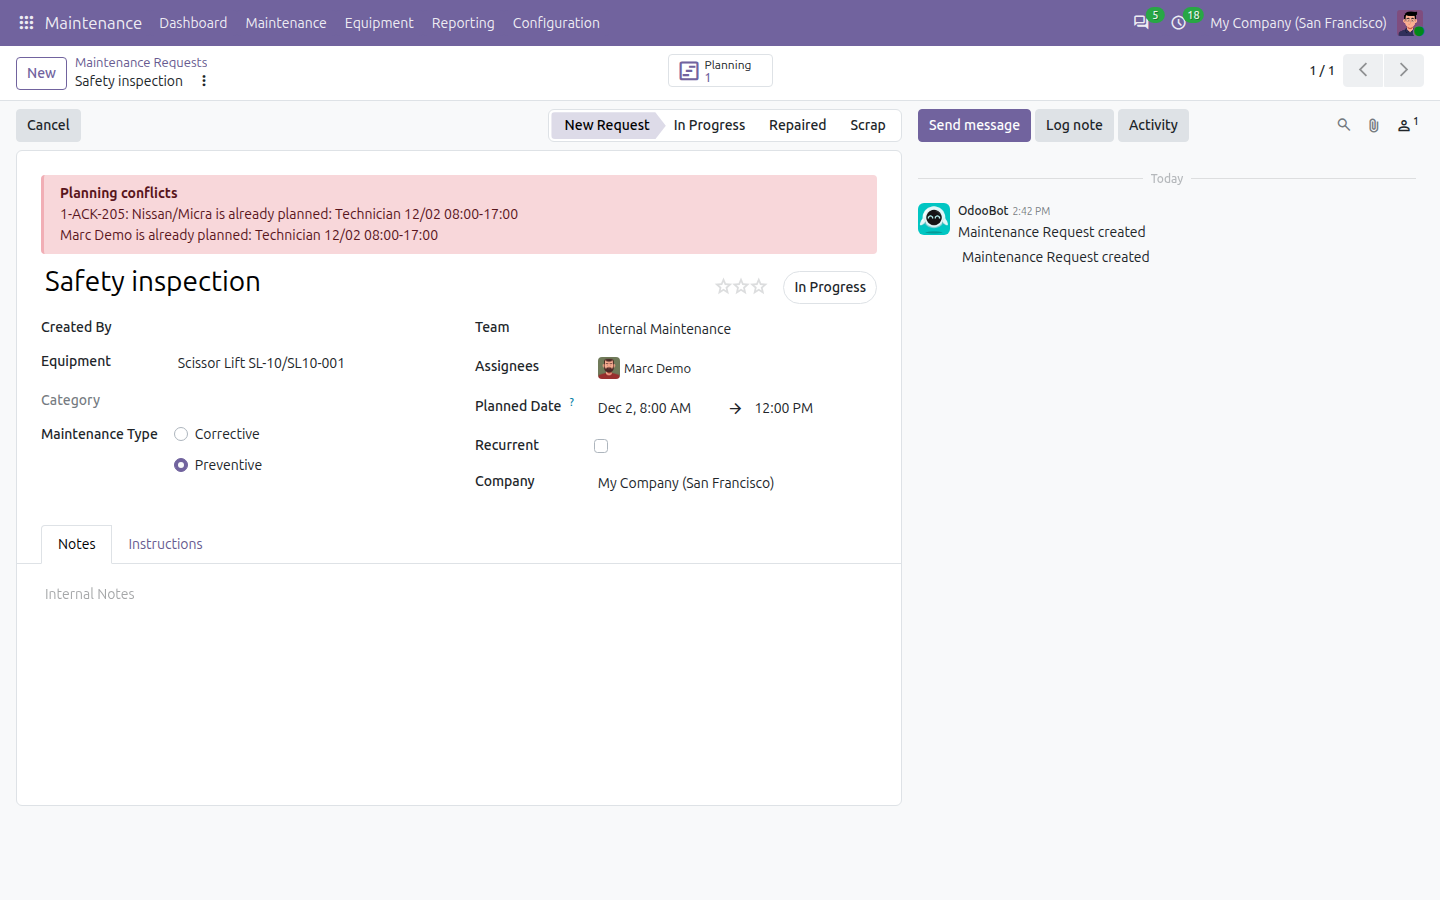 Maintenance Dashboard Maintenance Equipment Reporting Configuration 5 18 My Company (San Francisco)
New Maintenance Requests Safety inspection
Planning 1
1 / 1
Cancel
New Request In Progress Repaired Scrap
Send message Log note Activity 1
Planning conflicts
1-ACK-205: Nissan/Micra is already planned: Technician 12/02 08:00-17:00
Marc Demo is already planned: Technician 12/02 08:00-17:00
Safety inspection
In Progress
Created By
Equipment Scissor Lift SL-10/SL10-001
Category
Maintenance Type Corrective
Preventive
Team Internal Maintenance
Assignees Marc Demo
Planned Date ? Dec 2, 8:00 AM → 12:00 PM
Recurrent
Company My Company (San Francisco)
Notes Instructions
Internal Notes
Today
OdooBot 2:42 PM
Maintenance Request created
Maintenance Request created